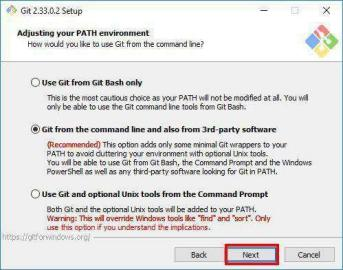 Git 2.33.0.2 Setup
Adjusting your PATH environment
How would you like to use Git from the command line?
Use Git from Git Bash only
This is the most cautious choice as your PATH will not be modified at all. You will
only be able to use the Git command line tools from Git Bash.
Git from the command line and also from 3rd-party software
(Recommended) This option adds only some minimal Git wrappers to your
PATH to avoid cluttering your environment with optional Unix tools.
You will be able to use Git from Git Bash, the Command Prompt and the Windows
PowerShell as well as any third-party software looking for Git in PATH.
Use Git and optional Unix tools from the Command Prompt
Both Git and the optional Unix tools will be added to your PATH.
Warning: This will override Windows tools like "find" and "sort". Only
use this option if you understand the implications.
https://gitforwindows.org/
Back Next Cancel